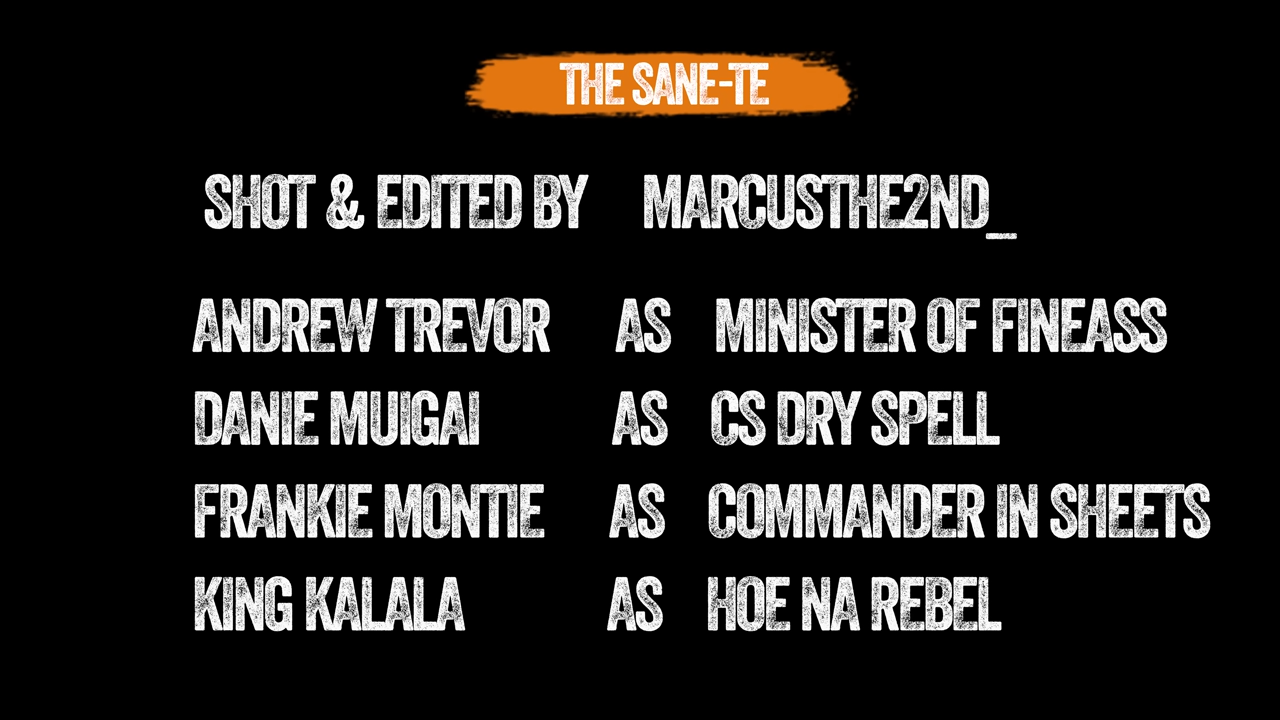 THE SANE-TE
SHOT & EDITED BY MARCUSTHE2ND_
ANDREW TREVOR AS MINISTER OF FINEASS
DANIE MUIGAI AS CS DRY SPELL
FRANKIE MONTIE AS COMMANDER IN SHEETS
KING KALALA AS HOE NA REBEL